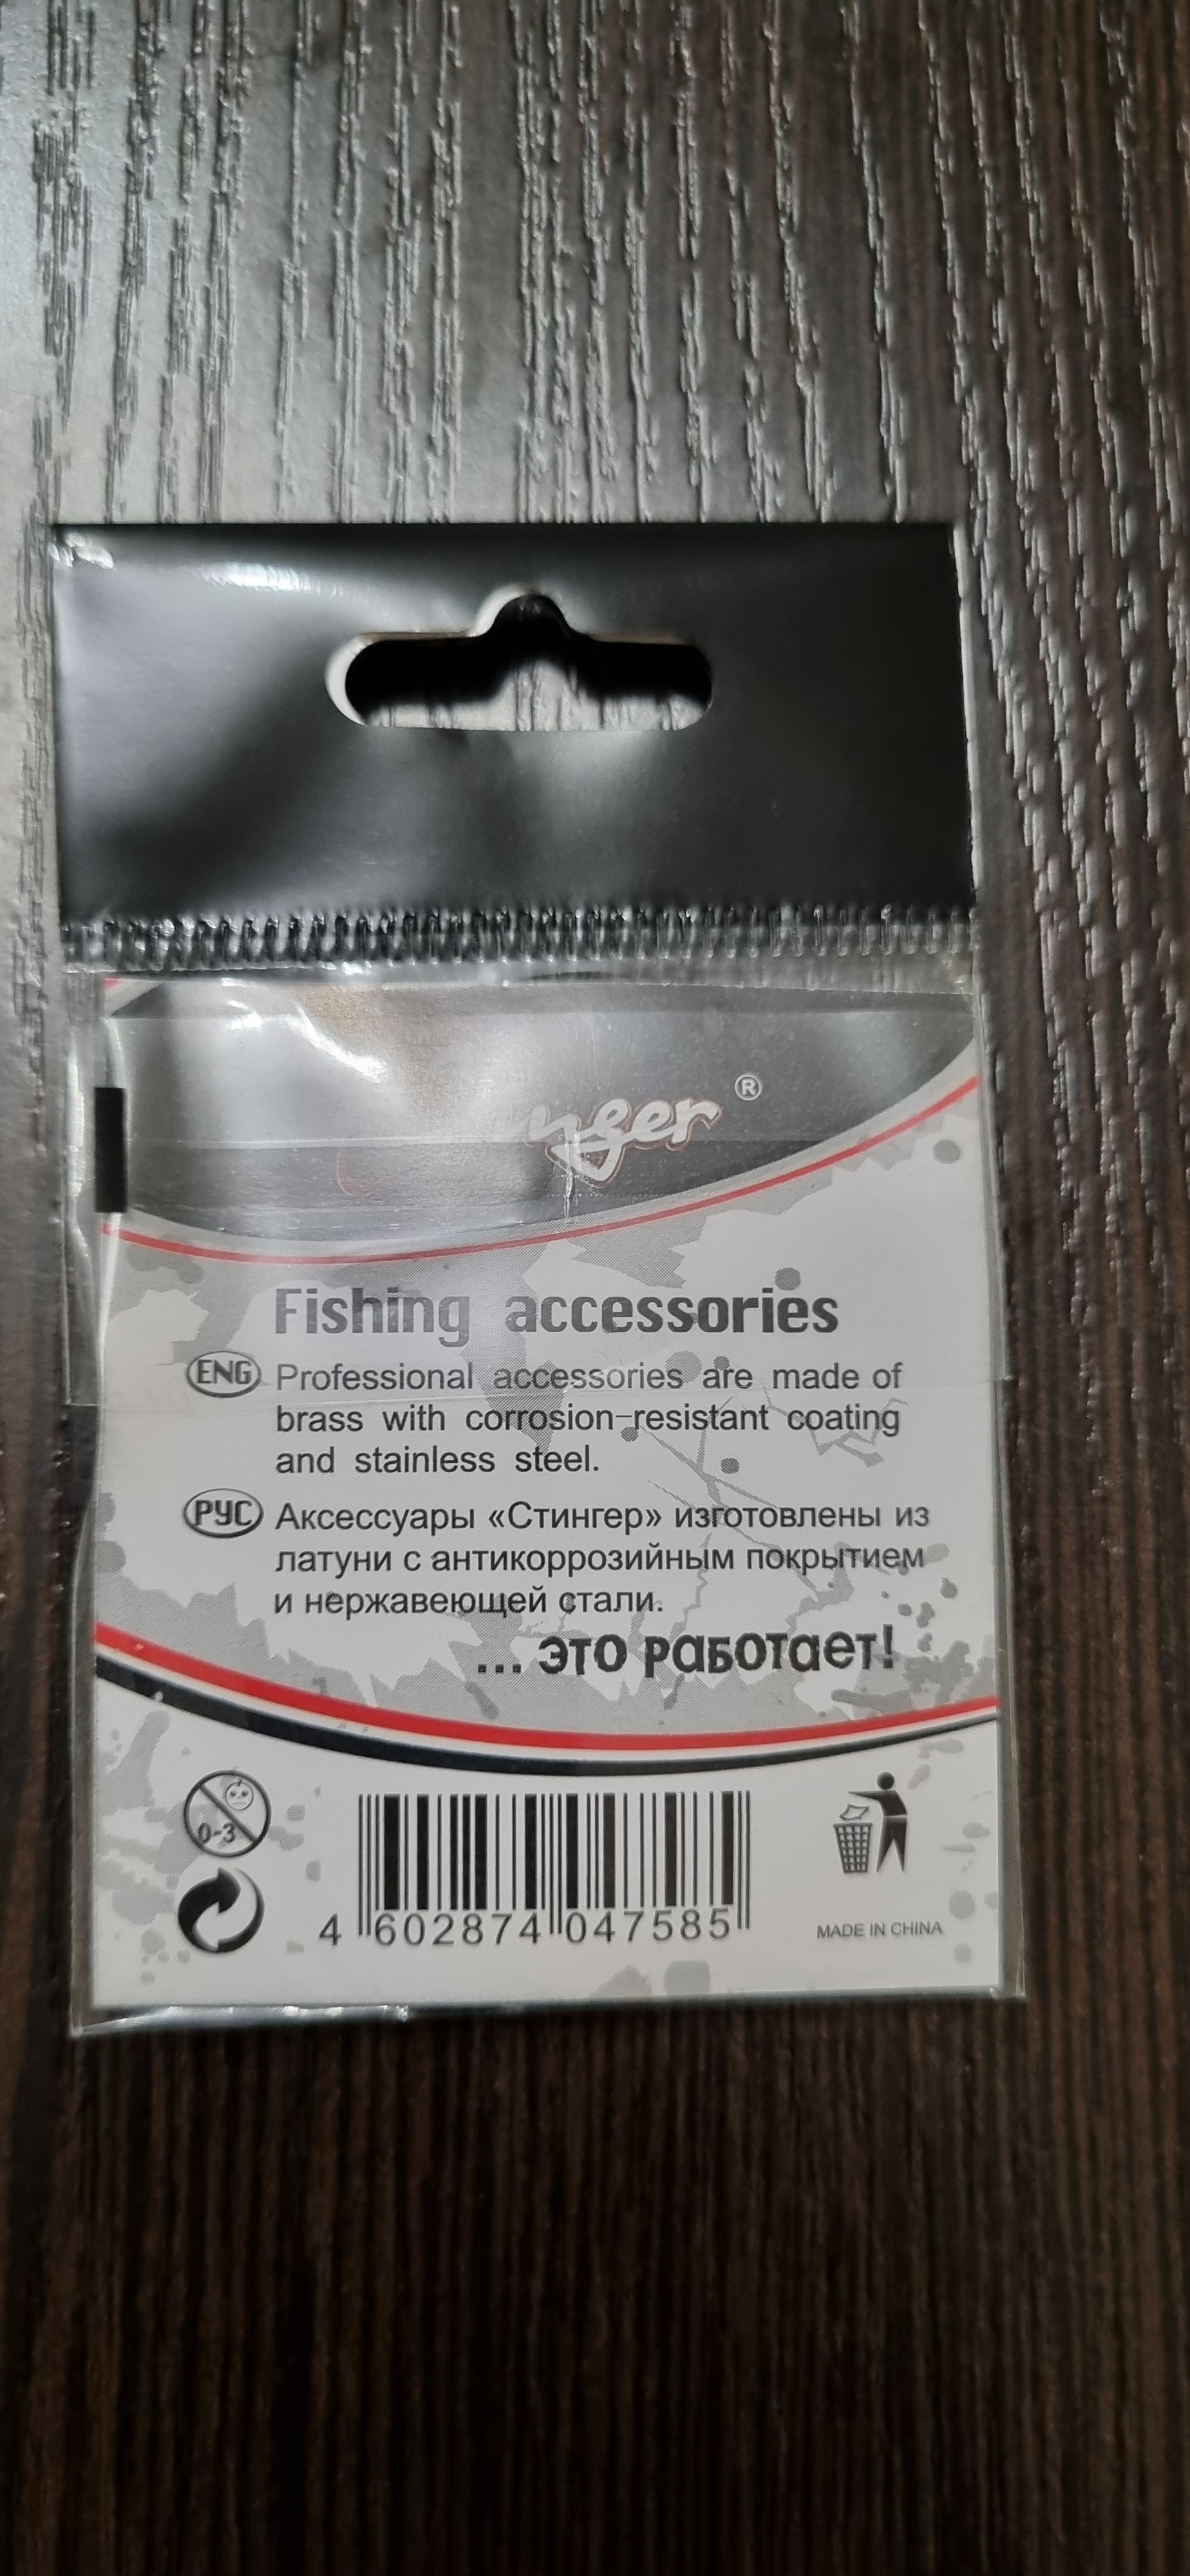 ®
Fishing accessories
ENG Professional accessories are made of
brass with corrosion-resistant coating
and stainless steel.
РУС Аксессуары «Стингер» изготовлены из
латуни с антикоррозийным покрытием
и нержавеющей стали.
... это работает!
0-3
4 602874 047585
MADE IN CHINA